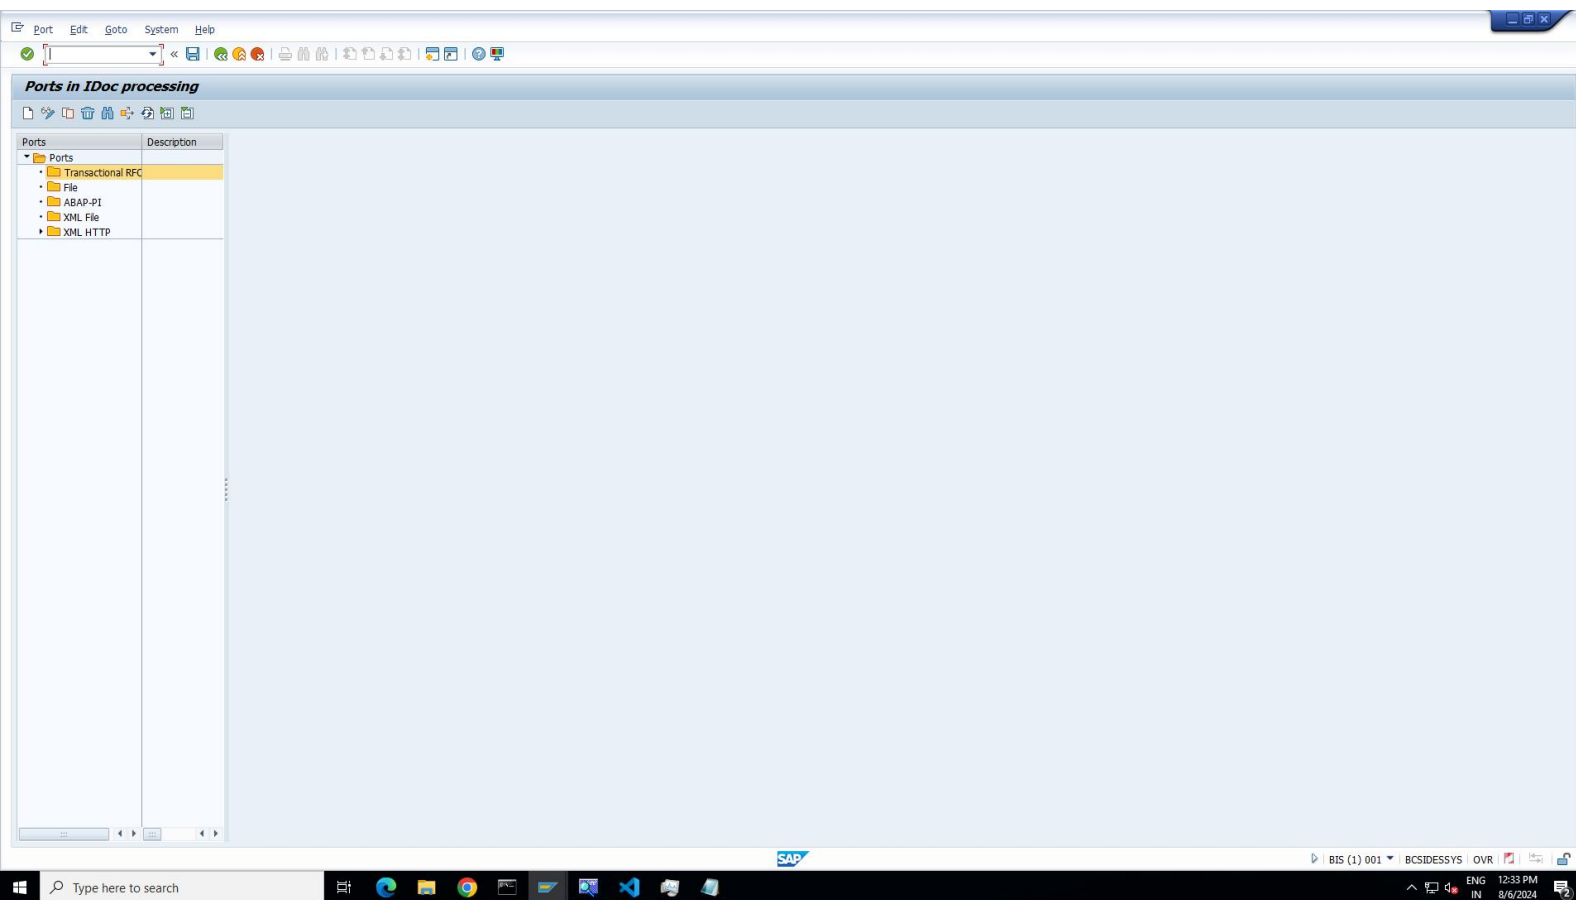 Port Edit Goto System Help
Ports in IDoc processing
Ports Description
Ports
Transactional RFC
File
ABAP-PI
XML File
XML HTTP
SAP
BIS (1) 001 BCSIDESSYS OVR
Type here to search
ENG 12:33 PM
IN 8/6/2024
2